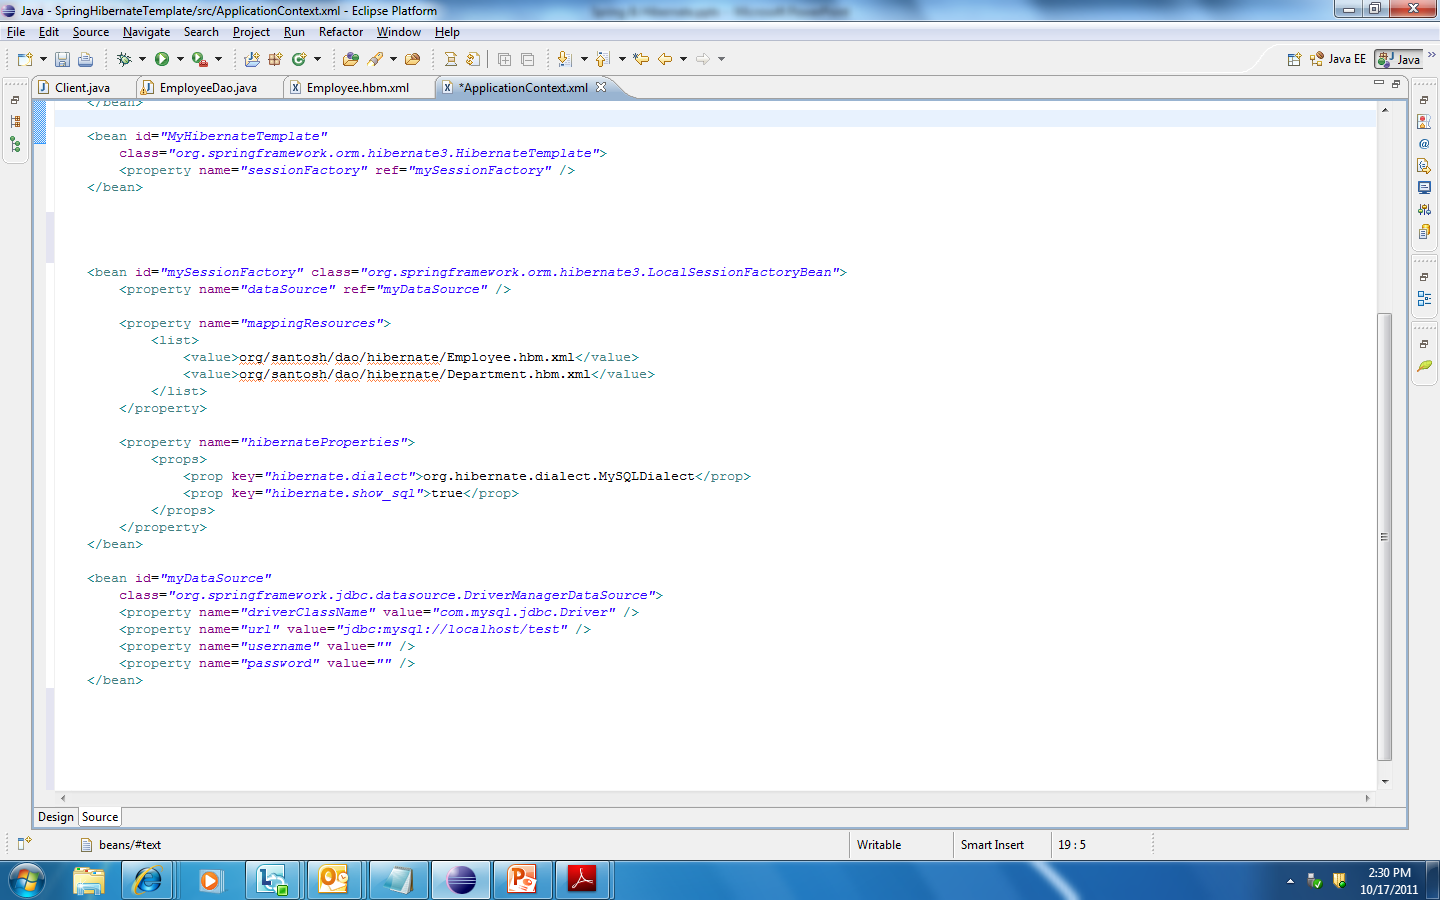 Java - SpringHibernateTemplate/src/ApplicationContext.xml - Eclipse Platform
File Edit Source Navigate Search Project Run Refactor Window Help
Java EE Java
Client.java EmployeeDao.java Employee.hbm.xml *ApplicationContext.xml
</bean>
<bean id="MyHibernateTemplate"
class="org.springframework.orm.hibernate3.HibernateTemplate">
<property name="sessionFactory" ref="mySessionFactory" />
</bean>
<bean id="mySessionFactory" class="org.springframework.orm.hibernate3.LocalSessionFactoryBean">
<property name="dataSource" ref="myDataSource" />
<property name="mappingResources">
<list>
<value>org/santosh/dao/hibernate/Employee.hbm.xml</value>
<value>org/santosh/dao/hibernate/Department.hbm.xml</value>
</list>
</property>
<property name="hibernateProperties">
<props>
<prop key="hibernate.dialect">org.hibernate.dialect.MySQLDialect</prop>
<prop key="hibernate.show_sql">true</prop>
</props>
</property>
</bean>
<bean id="myDataSource"
class="org.springframework.jdbc.datasource.DriverManagerDataSource">
<property name="driverClassName" value="com.mysql.jdbc.Driver" />
<property name="url" value="jdbc:mysql://localhost/test" />
<property name="username" value="" />
<property name="password" value="" />
</bean>
Design Source
beans/#text Writable Smart Insert 19 : 5
2:30 PM
10/17/2011